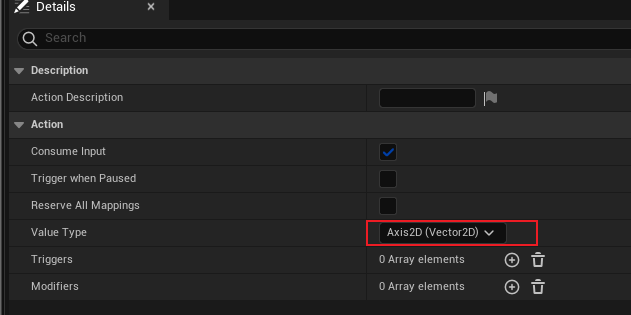 Details
Search
Description
Action Description
Action
Consume Input
Trigger when Paused
Reserve All Mappings
Value Type Axis2D (Vector2D)
Triggers 0 Array elements
Modifiers 0 Array elements